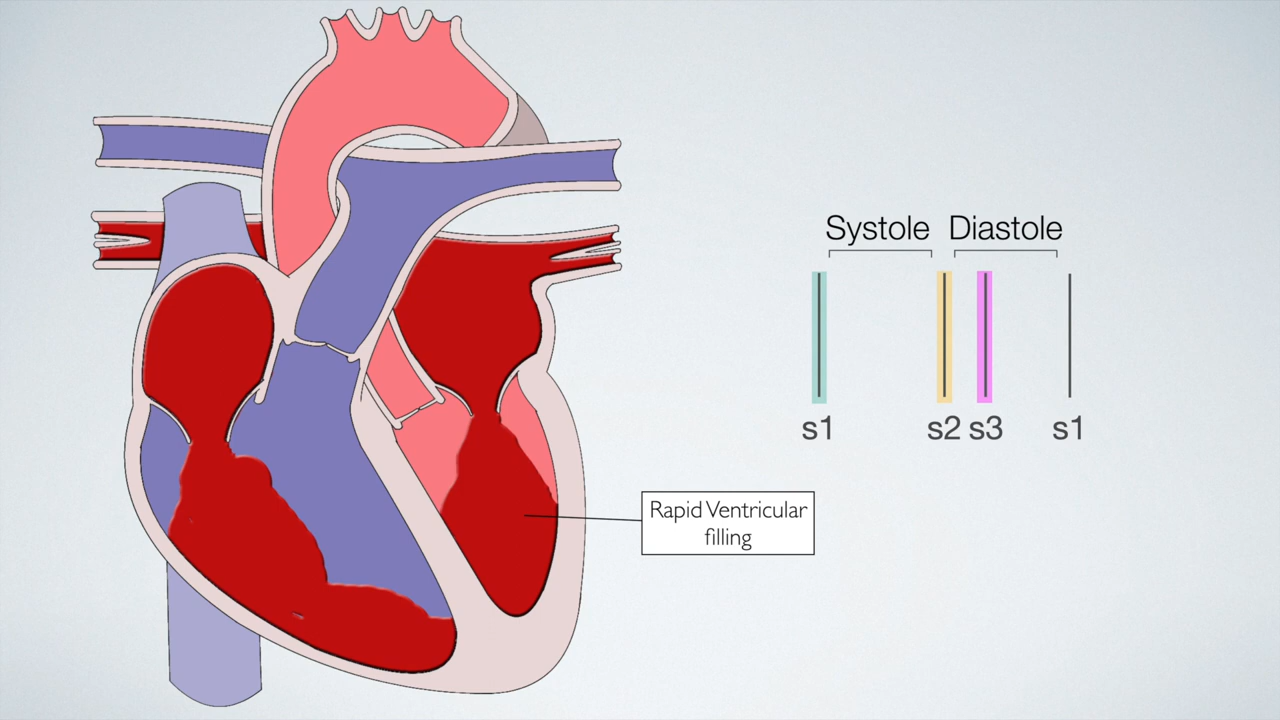 Systole Diastole
s1 s2 s3 s1
Rapid Ventricular
filling